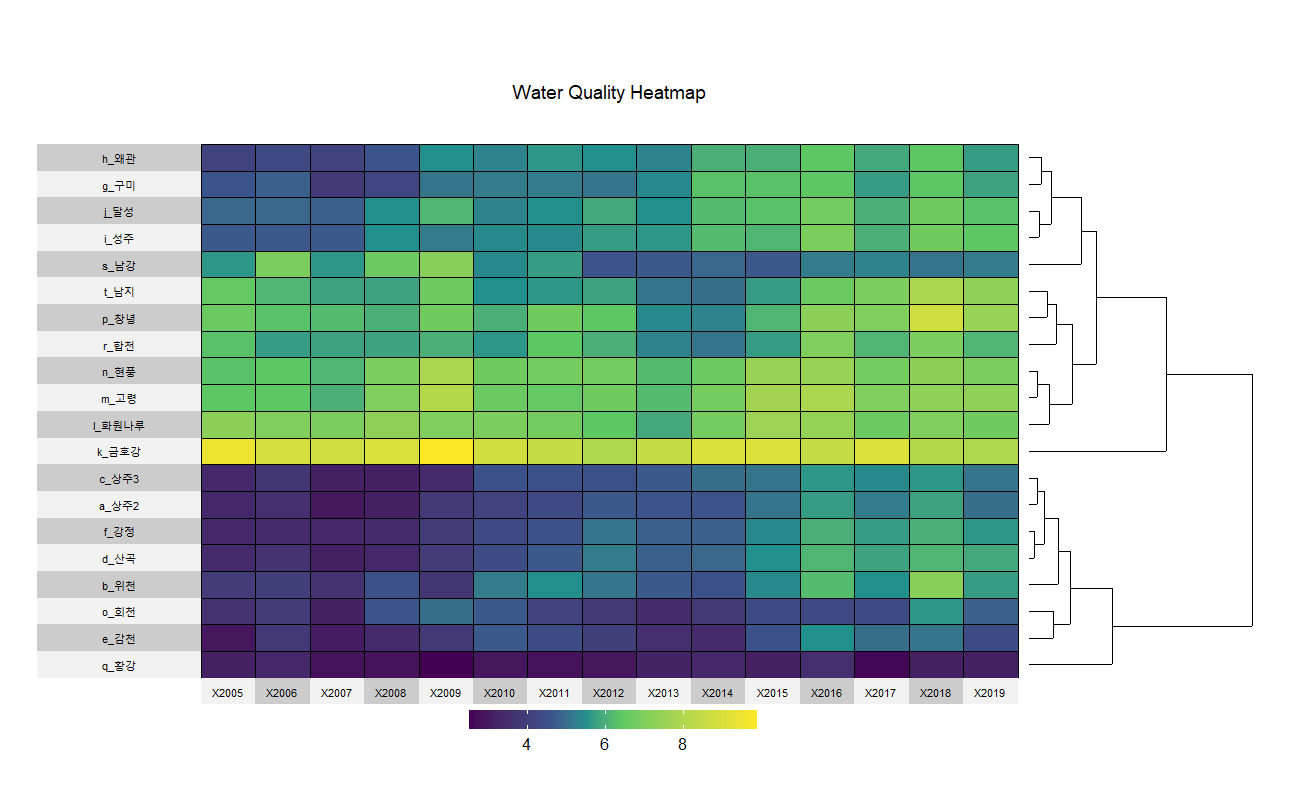 Water Quality Heatmap
h_왜관
g_구미
j_달성
i_성주
s_남강
t_남지
p_창녕
r_합천
n_현풍
m_고령
l_화원나루
k_금호강
c_상주3
a_상주2
f_강정
d_산곡
b_위천
o_회천
e_감천
q_황강
X2005 X2006 X2007 X2008 X2009 X2010 X2011 X2012 X2013 X2014 X2015 X2016 X2017 X2018 X2019
4 6 8